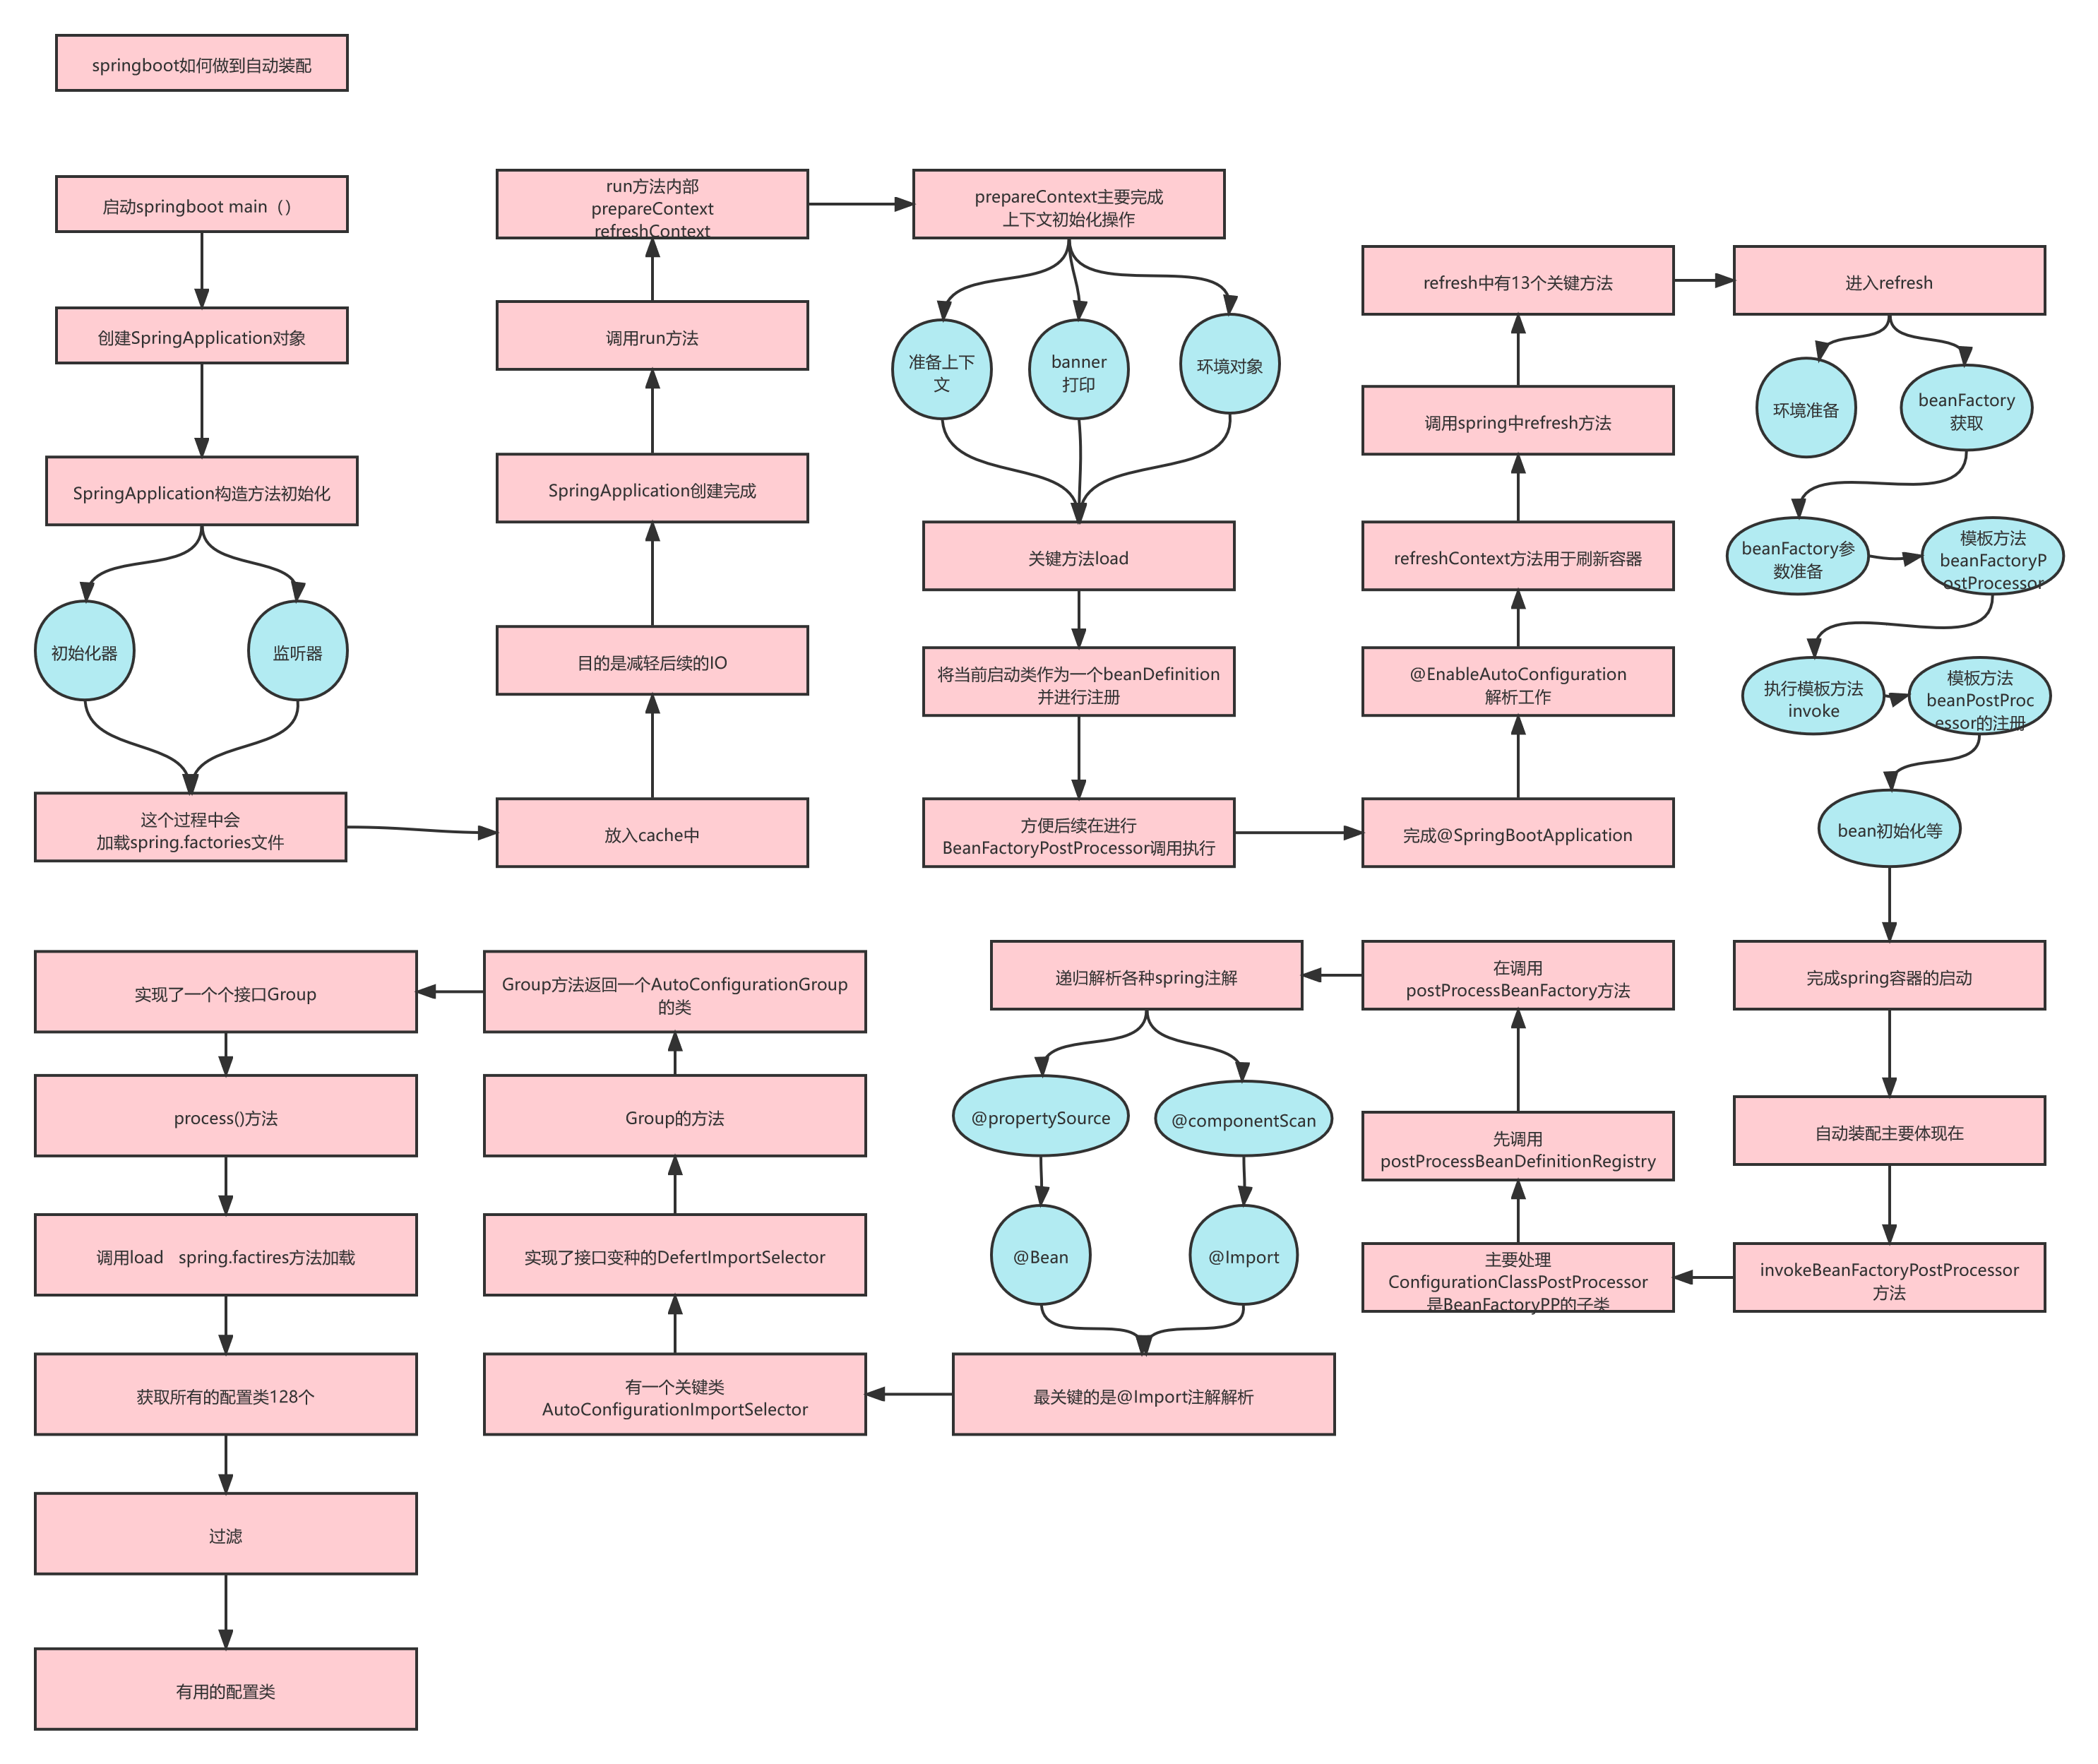 springboot如何做到自动装配
启动springboot main（）
创建SpringApplication对象
SpringApplication构造方法初始化
初始化器
监听器
这个过程中会
加载spring.factories文件
放入cache中
目的是减轻后续的IO
SpringApplication创建完成
调用run方法
run方法内部
prepareContext
refreshContext
prepareContext主要完成
上下文初始化操作
准备上下
文
banner
打印
环境对象
关键方法load
将当前启动类作为一个beanDefinition
并进行注册
方便后续在进行
BeanFactoryPostProcessor调用执行
完成@SpringBootApplication
@EnableAutoConfiguration
解析工作
refreshContext方法用于刷新容器
调用spring中refresh方法
refresh中有13个关键方法
进入refresh
环境准备
beanFactory
获取
beanFactory参
数准备
模板方法
beanFactoryP
ostProcessor
执行模板方法
invoke
模板方法
beanPostProc
essor的注册
bean初始化等
完成spring容器的启动
自动装配主要体现在
invokeBeanFactoryPostProcessor
方法
主要处理
ConfigurationClassPostProcessor
是BeanFactoryPP的子类
先调用
postProcessBeanDefinitionRegistry
在调用
postProcessBeanFactory方法
递归解析各种spring注解
@propertySource
@componentScan
@Bean
@Import
最关键的是@Import注解解析
有一个关键类
AutoConfigurationImportSelector
实现了接口变种的DefertImportSelector
Group的方法
Group方法返回一个AutoConfigurationGroup
的类
实现了一个个接口Group
process()方法
调用load   spring.factires方法加载
获取所有的配置类128个
过滤
有用的配置类